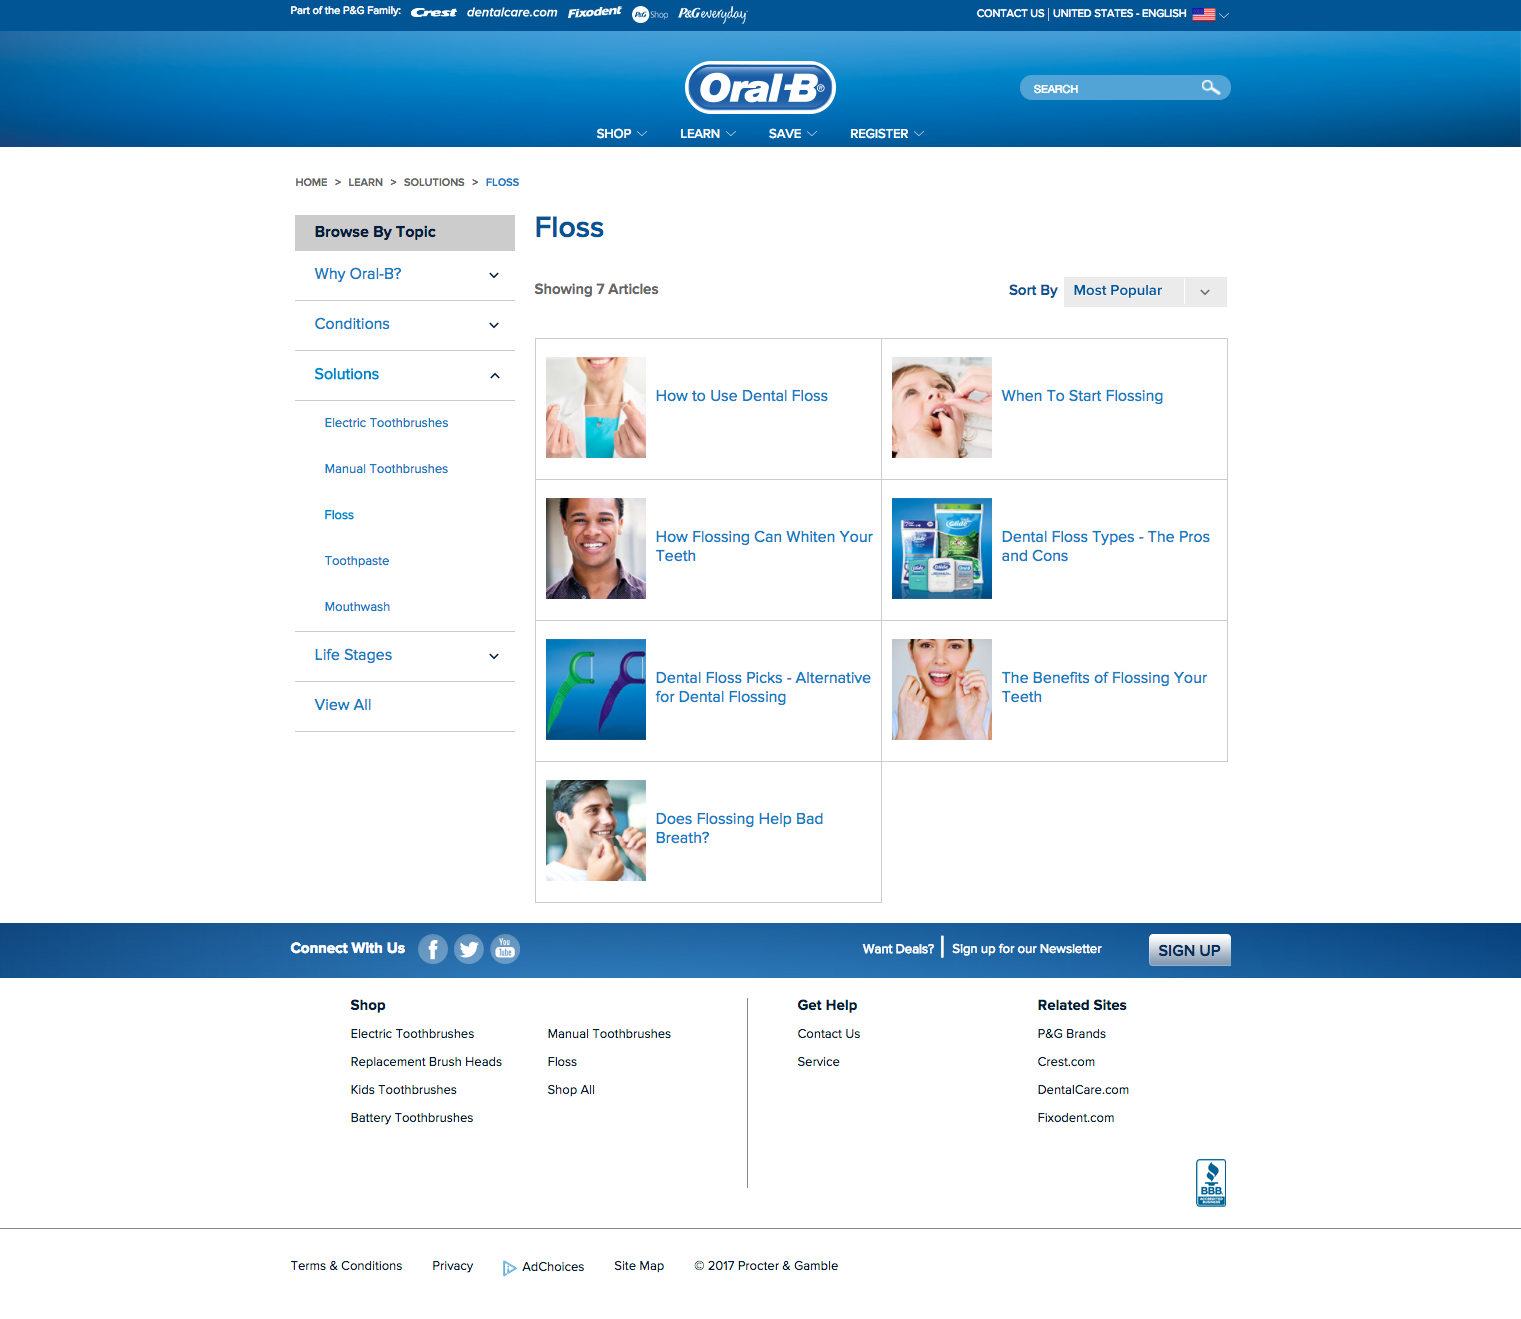 Part of the P&G Family: Crest dentalcare.com Fixodent P&G Shop P&Geveryday
CONTACT US | UNITED STATES - ENGLISH
Oral-B®
SEARCH
SHOP LEARN SAVE REGISTER
HOME > LEARN > SOLUTIONS > FLOSS
Browse By Topic
Why Oral-B?
Conditions
Solutions
Electric Toothbrushes
Manual Toothbrushes
Floss
Toothpaste
Mouthwash
Life Stages
View All
Floss
Showing 7 Articles
Sort By Most Popular
How to Use Dental Floss
When To Start Flossing
How Flossing Can Whiten Your
Teeth
Glide
Dental Floss Types - The Pros
and Cons
Dental Floss Picks - Alternative
for Dental Flossing
The Benefits of Flossing Your
Teeth
Does Flossing Help Bad
Breath?
Connect With Us
You
Tube
Want Deals? | Sign up for our Newsletter
SIGN UP
Shop
Electric Toothbrushes
Replacement Brush Heads
Kids Toothbrushes
Battery Toothbrushes
Manual Toothbrushes
Floss
Shop All
Get Help
Contact Us
Service
Related Sites
P&G Brands
Crest.com
DentalCare.com
Fixodent.com
BBB
ACCREDITED
BUSINESS
Terms & Conditions Privacy AdChoices Site Map © 2017 Procter & Gamble